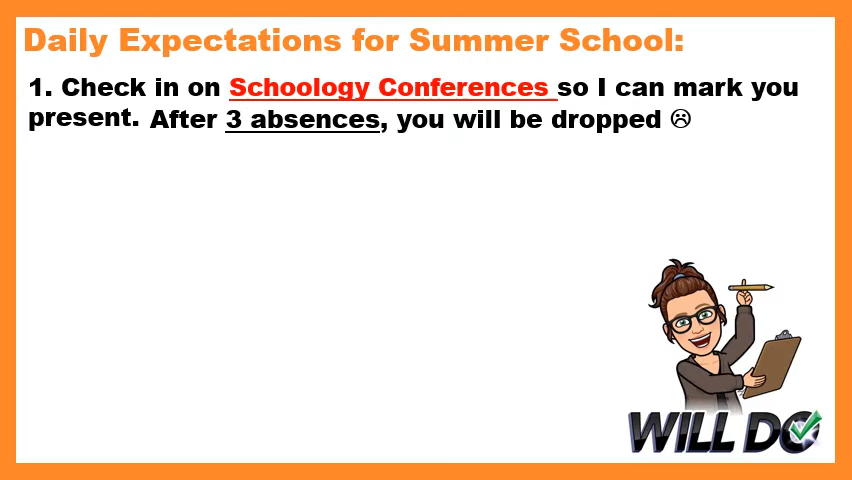 Daily Expectations for Summer School:
1. Check in on Schoology Conferences so I can mark you
present. After 3 absences, you will be dropped ☹
WILL DO